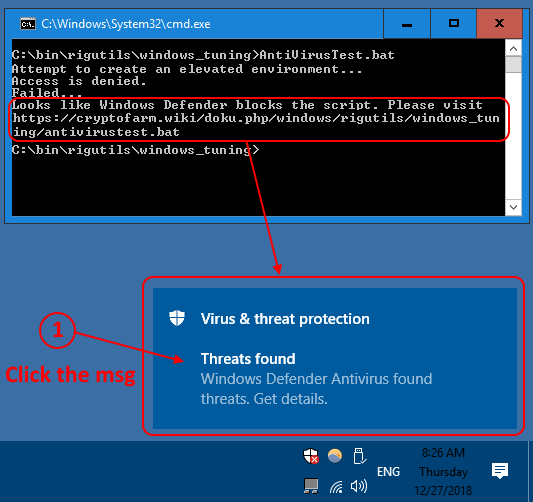 C:\Windows\System32\cmd.exe
C:\bin\rigutils\windows_tuning>AntiVirusTest.bat
Attempt to create an elevated environment...
Access is denied.
Failed...
Looks like Windows Defender blocks the script. Please visit
https://cryptofarm.wiki/doku.php/windows/rigutils/windows_tun
ing/antivirustest.bat
C:\bin\rigutils\windows_tuning>
Virus & threat protection
1
Threats found
Click the msg
Windows Defender Antivirus found
threats. Get details.
8:26 AM
ENG
Thursday
12/27/2018